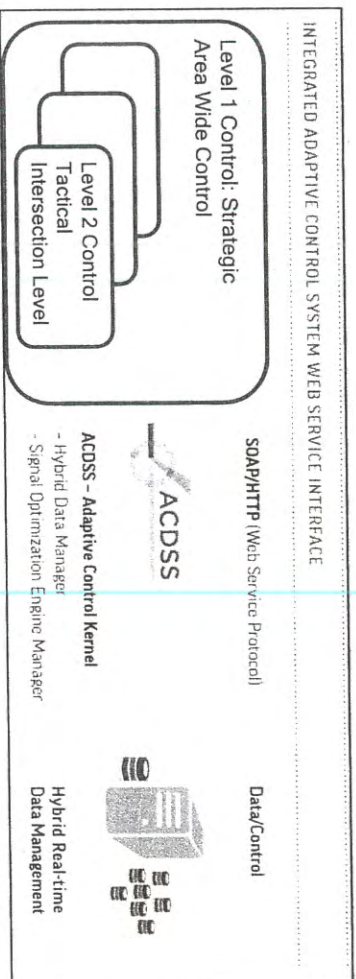 INTEGRATED ADAPTIVE CONTROL SYSTEM WEB SERVICE INTERFACE
Level 1 Control: Strategic
Area Wide Control
Level 2 Control
Tactical
Intersection Level
SOAP/HTTP (Web Service Protocol)
ACDSS
ACDSS – Adaptive Control Kernel
- Hybrid Data Manager
- Signal Optimization Engine Manager
Data/Control
Hybrid Real-time
Data Management